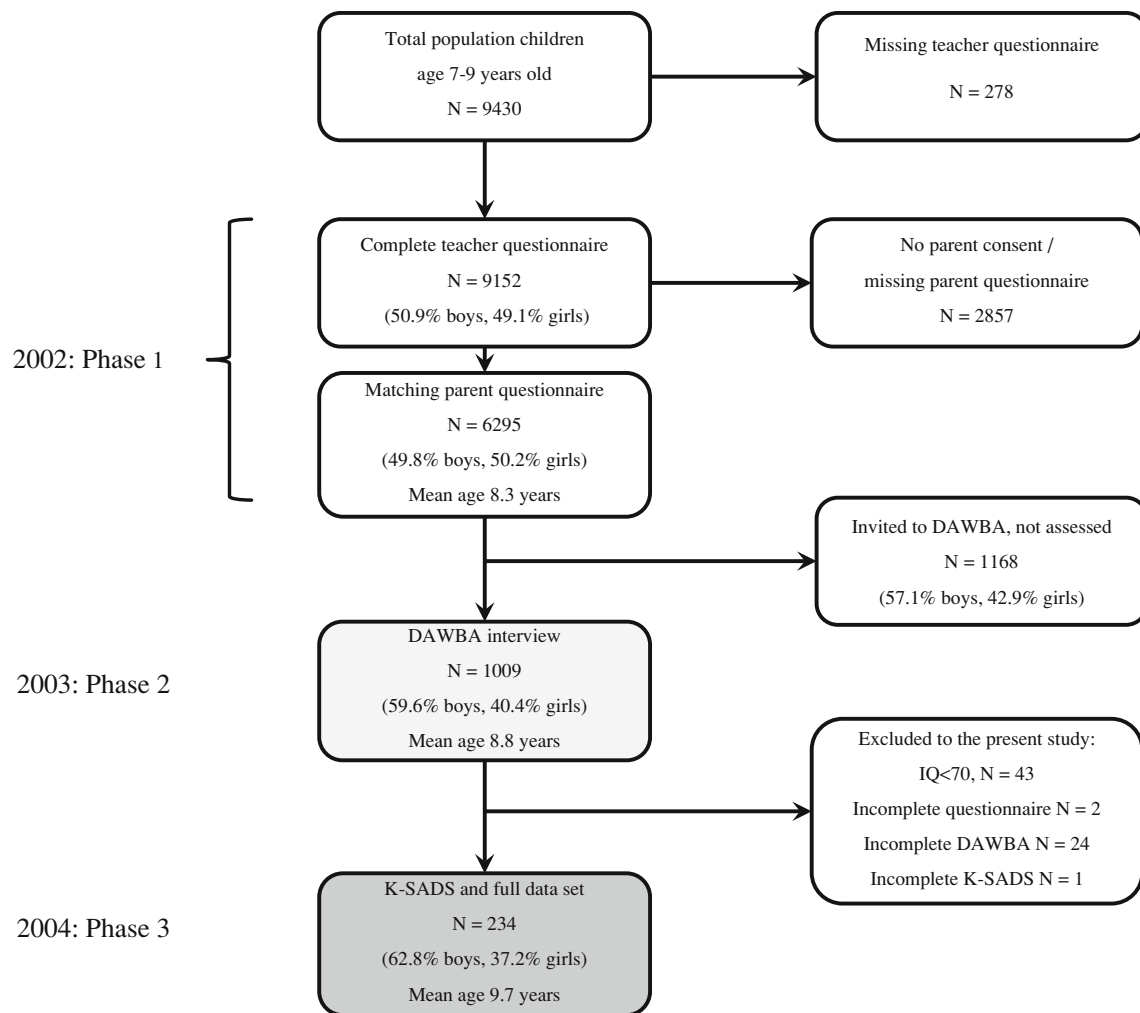 Total population children
age 7-9 years old
N = 9430
Missing teacher questionnaire
N = 278
2002: Phase 1
Complete teacher questionnaire
N = 9152
(50.9% boys, 49.1% girls)
No parent consent /
missing parent questionnaire
N = 2857
Matching parent questionnaire
N = 6295
(49.8% boys, 50.2% girls)
Mean age 8.3 years
Invited to DAWBA, not assessed
N = 1168
(57.1% boys, 42.9% girls)
2003: Phase 2
DAWBA interview
N = 1009
(59.6% boys, 40.4% girls)
Mean age 8.8 years
Excluded to the present study:
IQ<70, N = 43
Incomplete questionnaire N = 2
Incomplete DAWBA N = 24
Incomplete K-SADS N = 1
2004: Phase 3
K-SADS and full data set
N = 234
(62.8% boys, 37.2% girls)
Mean age 9.7 years